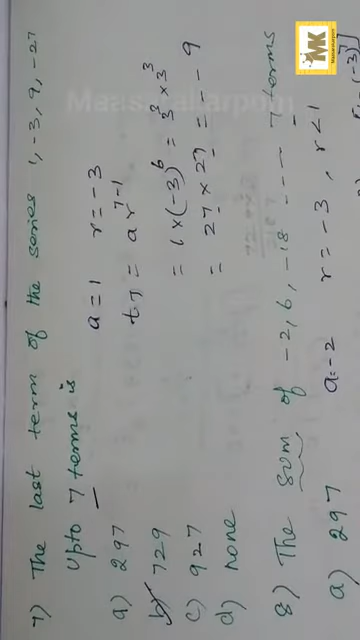 7) The last term of the series 1, -3, 9, -27
upto 7 terms is
a) 297
b) 729
c) 927
d) none
a = 1 r = -3
t7 = ar^7-1
= 1 × (-3)^6 = 3^3 × 3^3
= 27 × 27 = - - 9
8) The sum of -2, 6, -18 - - - - 7 terms
a) 297
a = -2 r = -3, r < 1
MK
Maanarkarpom